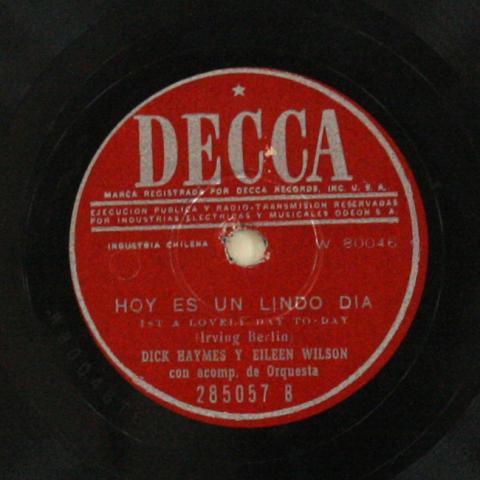 DECCA
MARCA REGISTRADA POR DECCA RECORDS, INC. U.S.A.
EJECUCION PUBLICA Y RADIO-TRANSMISION RESERVADAS
POR INDUSTRIAS ELECTRICAS Y MUSICALES ODEON S.A.
INDUSTRIA CHILENA
W 80046
HOY ES UN LINDO DIA
IST A LOVELY DAY TO-DAY
(Irving Berlin)
DICK HAYMES Y EILEEN WILSON
con acomp. de Orquesta
285057 B